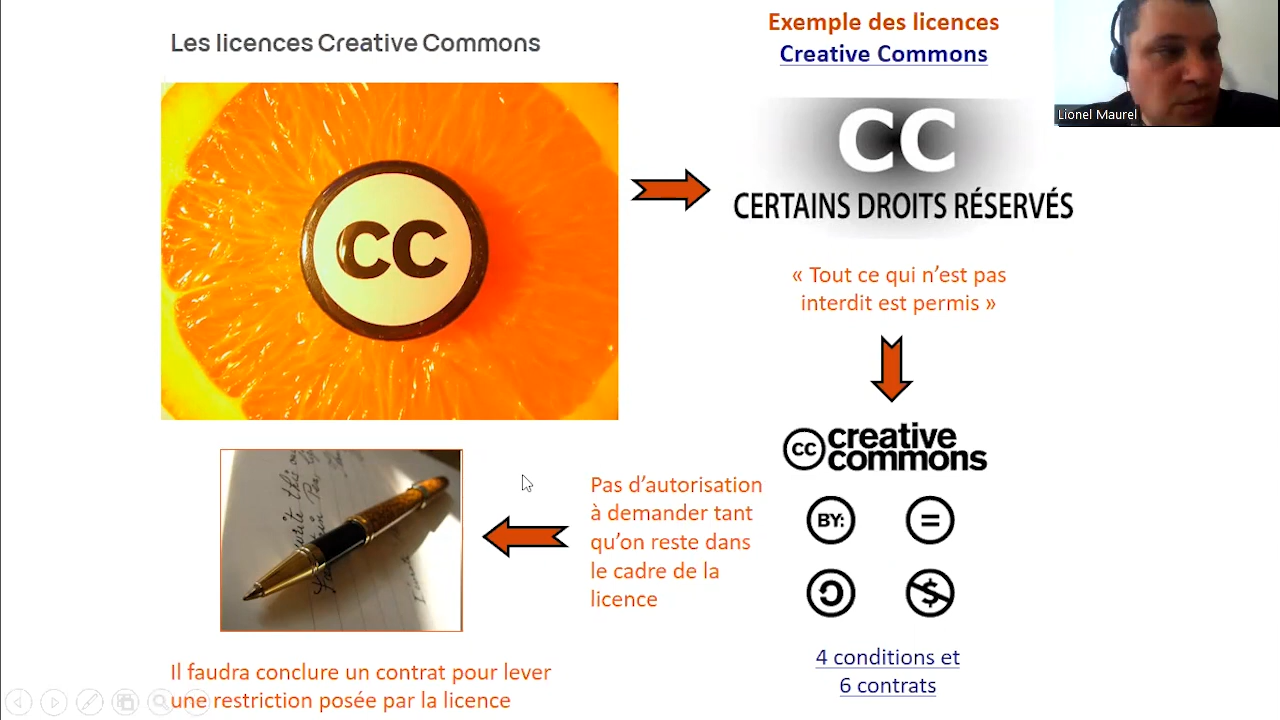 Les licences Creative Commons
Exemple des licences
Creative Commons
Lionel Maurel
CC
CC
CERTAINS DROITS RÉSERVÉS
« Tout ce qui n’est pas
interdit est permis »
CC creative
commons
BY:
=
$
Pas d’autorisation
à demander tant
qu’on reste dans
le cadre de la
licence
4 conditions et
6 contrats
Il faudra conclure un contrat pour lever
une restriction posée par la licence